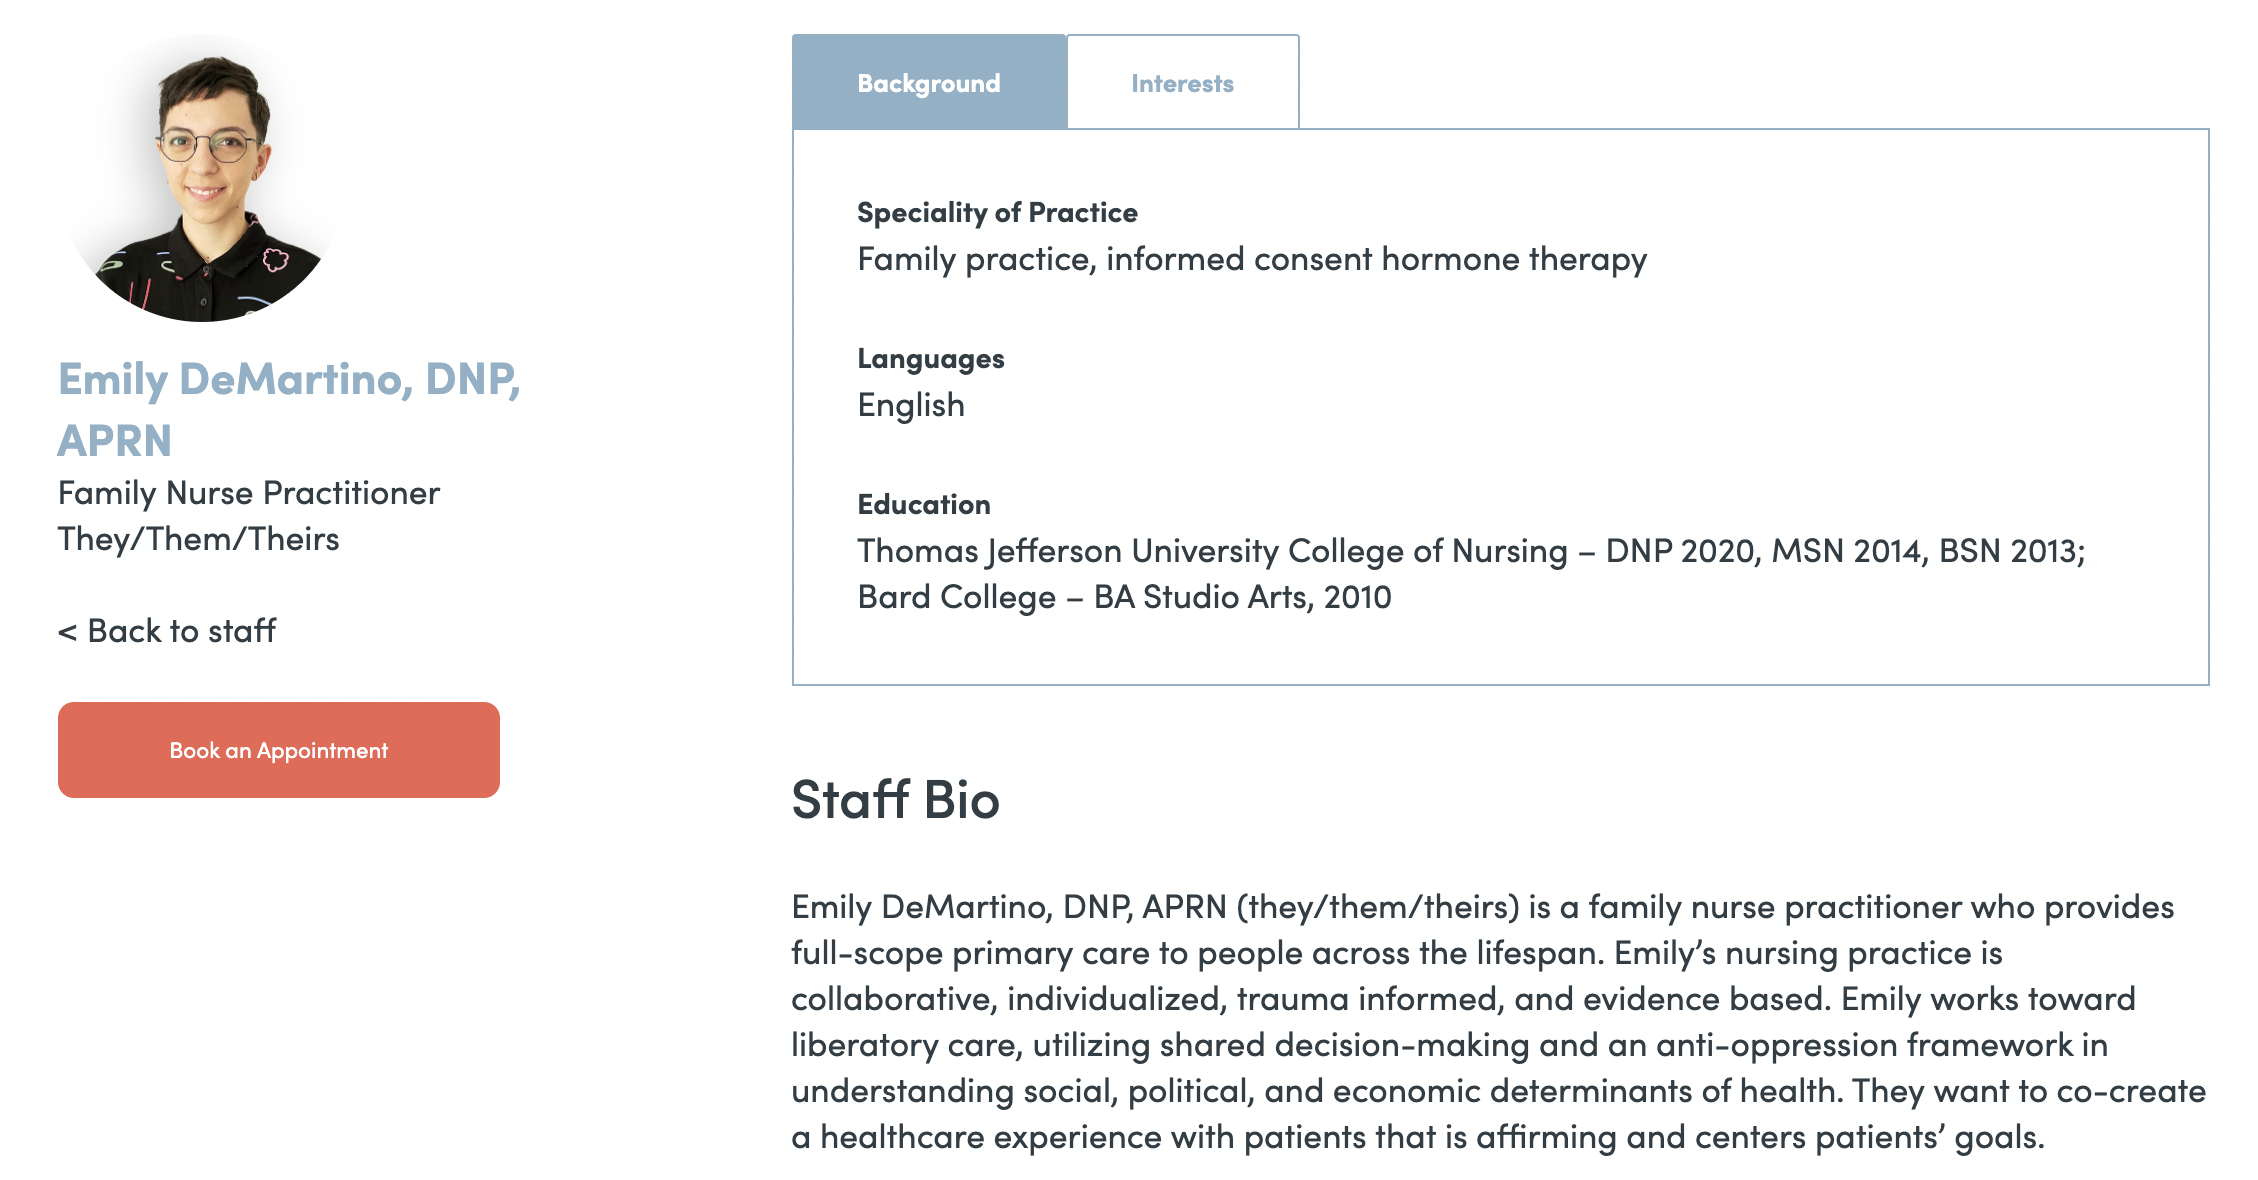 Emily DeMartino, DNP,
APRN
Family Nurse Practitioner
They/Them/Theirs
< Back to staff
Book an Appointment
Background
Interests
Speciality of Practice
Family practice, informed consent hormone therapy
Languages
English
Education
Thomas Jefferson University College of Nursing – DNP 2020, MSN 2014, BSN 2013;
Bard College – BA Studio Arts, 2010
Staff Bio
Emily DeMartino, DNP, APRN (they/them/theirs) is a family nurse practitioner who provides
full-scope primary care to people across the lifespan. Emily’s nursing practice is
collaborative, individualized, trauma informed, and evidence based. Emily works toward
liberatory care, utilizing shared decision-making and an anti-oppression framework in
understanding social, political, and economic determinants of health. They want to co-create
a healthcare experience with patients that is affirming and centers patients’ goals.